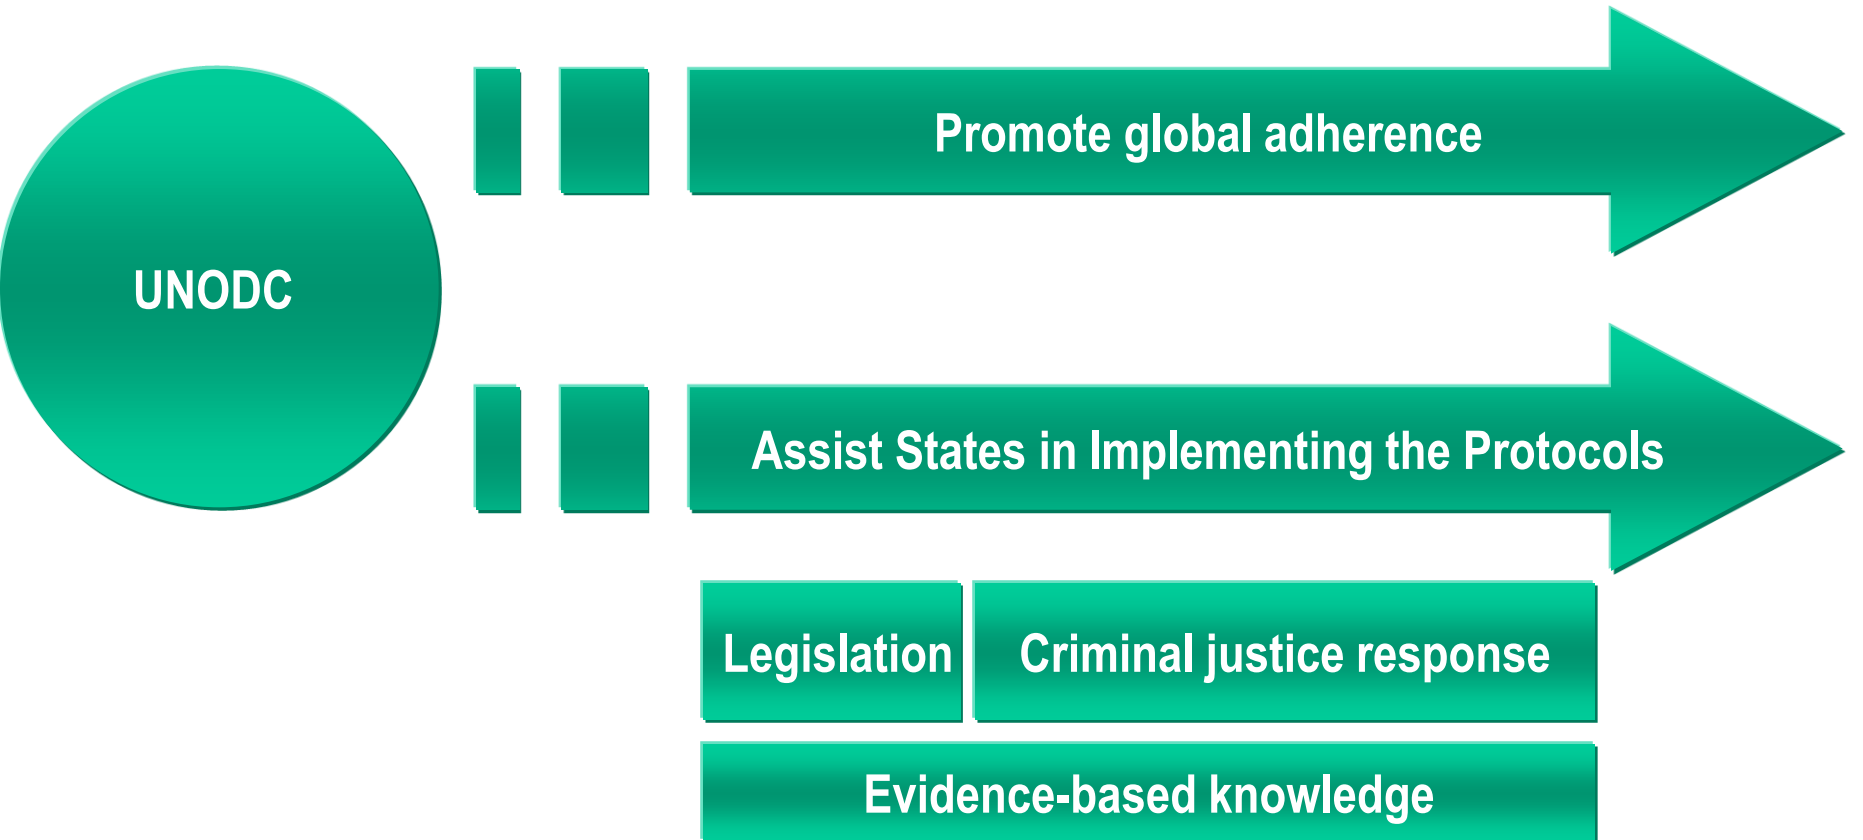 Promote global adherence
UNODC
Assist States in Implementing the Protocols
Legislation
Criminal justice response
Evidence-based knowledge